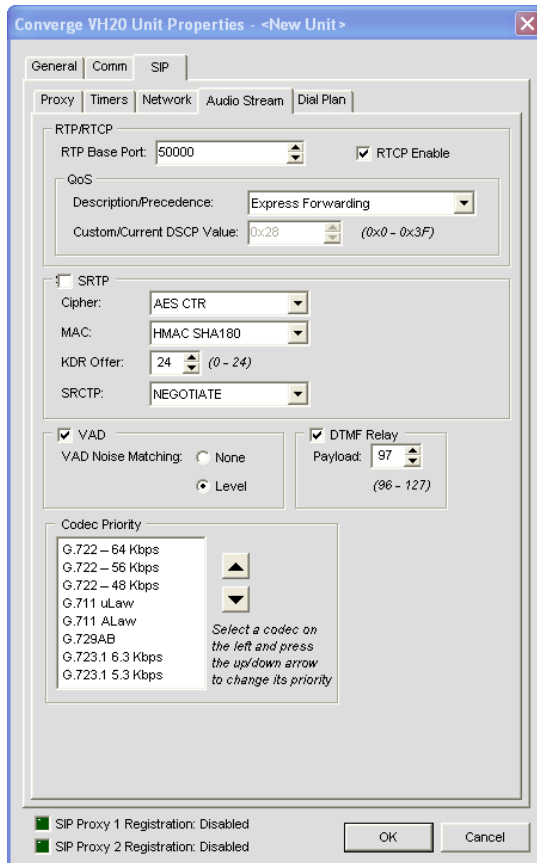 Converge VH20 Unit Properties - <New Unit>
General Comm SIP
Proxy Timers Network Audio Stream Dial Plan
RTP/RTCP
RTP Base Port: 50000 RTCP Enable
QoS
Description/Precedence: Express Forwarding
Custom/Current DSCP Value: 0x28 (0x0 - 0x3F)
SRTP
Cipher: AES CTR
MAC: HMAC SHA180
KDR Offer: 24 (0 - 24)
SRCTP: NEGOTIATE
VAD
VAD Noise Matching: None
Level
DTMF Relay
Payload: 97
(96 - 127)
Codec Priority
G.722 – 64 Kbps
G.722 – 56 Kbps
G.722 – 48 Kbps
G.711 uLaw
G.711 ALaw
G.729AB
G.723.1 6.3 Kbps
G.723.1 5.3 Kbps
Select a codec on
the left and press
the up/down arrow
to change its priority
SIP Proxy 1 Registration: Disabled
SIP Proxy 2 Registration: Disabled
OK Cancel